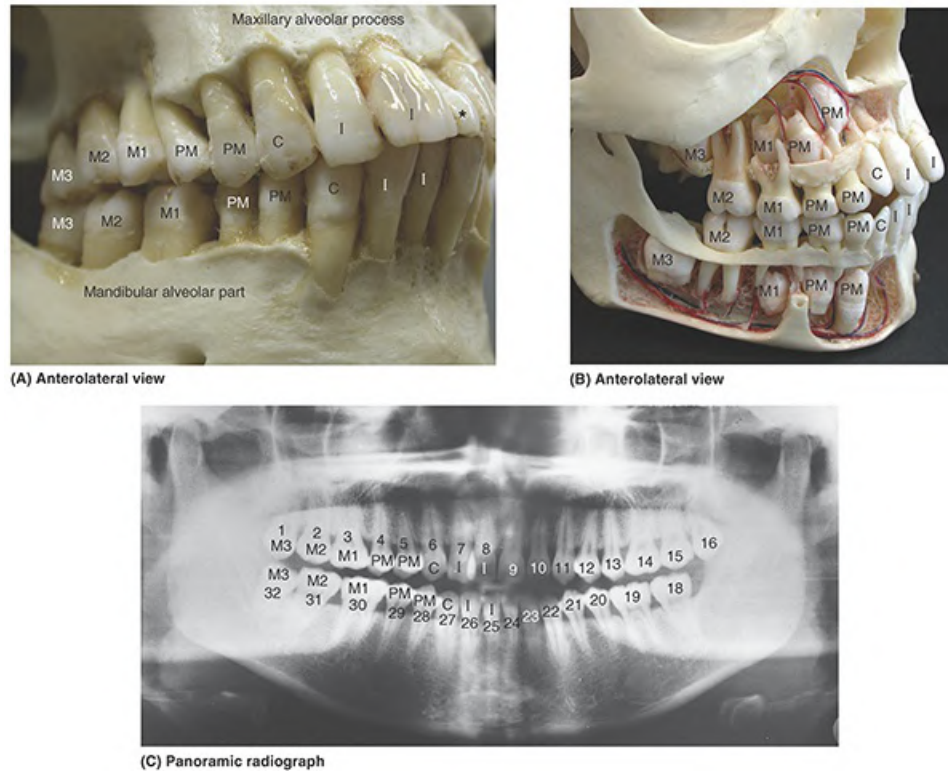 Maxillary alveolar process
M3 M2 M1 PM PM C I I *
M3 M2 M1 PM PM C I I
Mandibular alveolar part
(A) Anterolateral view
PM
M3 M1 PM C I I
M2 M1 PM PM
M2 M1 PM PM C I I
M3 M1 PM PM
(B) Anterolateral view
1 2 3 4 5 6 7 8 9 10 11 12 13 14 15 16
M3 M2 M1 PM PM C I I
M3 M2 M1 PM PM C I I
32 31 30 29 28 27 26 25 24 23 22 21 20 19 18
(C) Panoramic radiograph